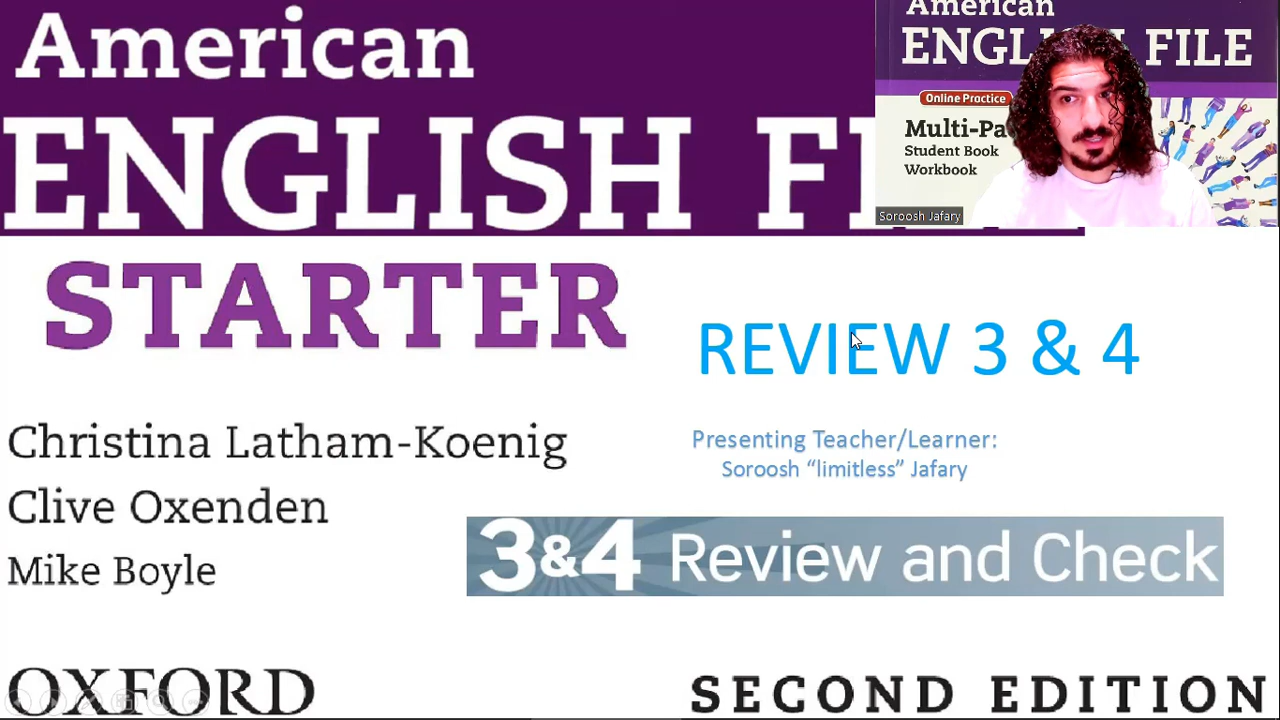 American
ENGLISH FI
STARTER
Christina Latham-Koenig
Clive Oxenden
Mike Boyle
OXFORD
American
ENGLISH FILE
Online Practice
Multi-Pa
Student Book
Workbook
Soroosh Jafary
REVIEW 3 & 4
Presenting Teacher/Learner:
Soroosh “limitless” Jafary
3&4 Review and Check
SECOND EDITION